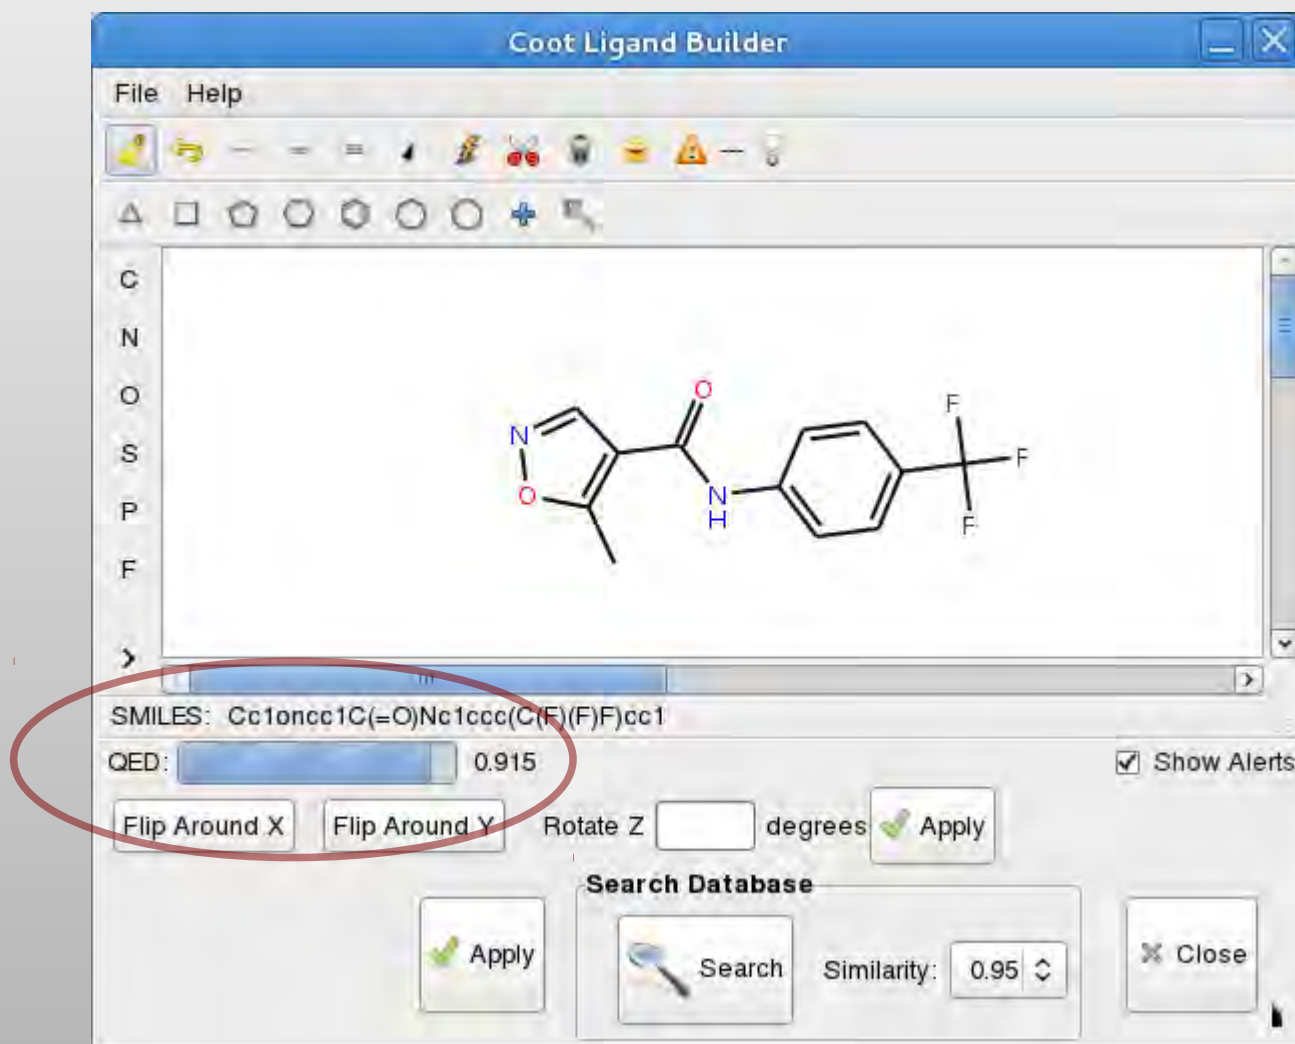 Coot Ligand Builder
File Help
C
N
O
S
P
F
O
N
O
N
H
F
F
F
SMILES: Cc1oncc1C(=O)Nc1ccc(C(F)(F)F)cc1
QED: 0.915
Show Alerts
Flip Around X Flip Around Y Rotate Z degrees Apply
Search Database
Apply Search Similarity: 0.95 Close